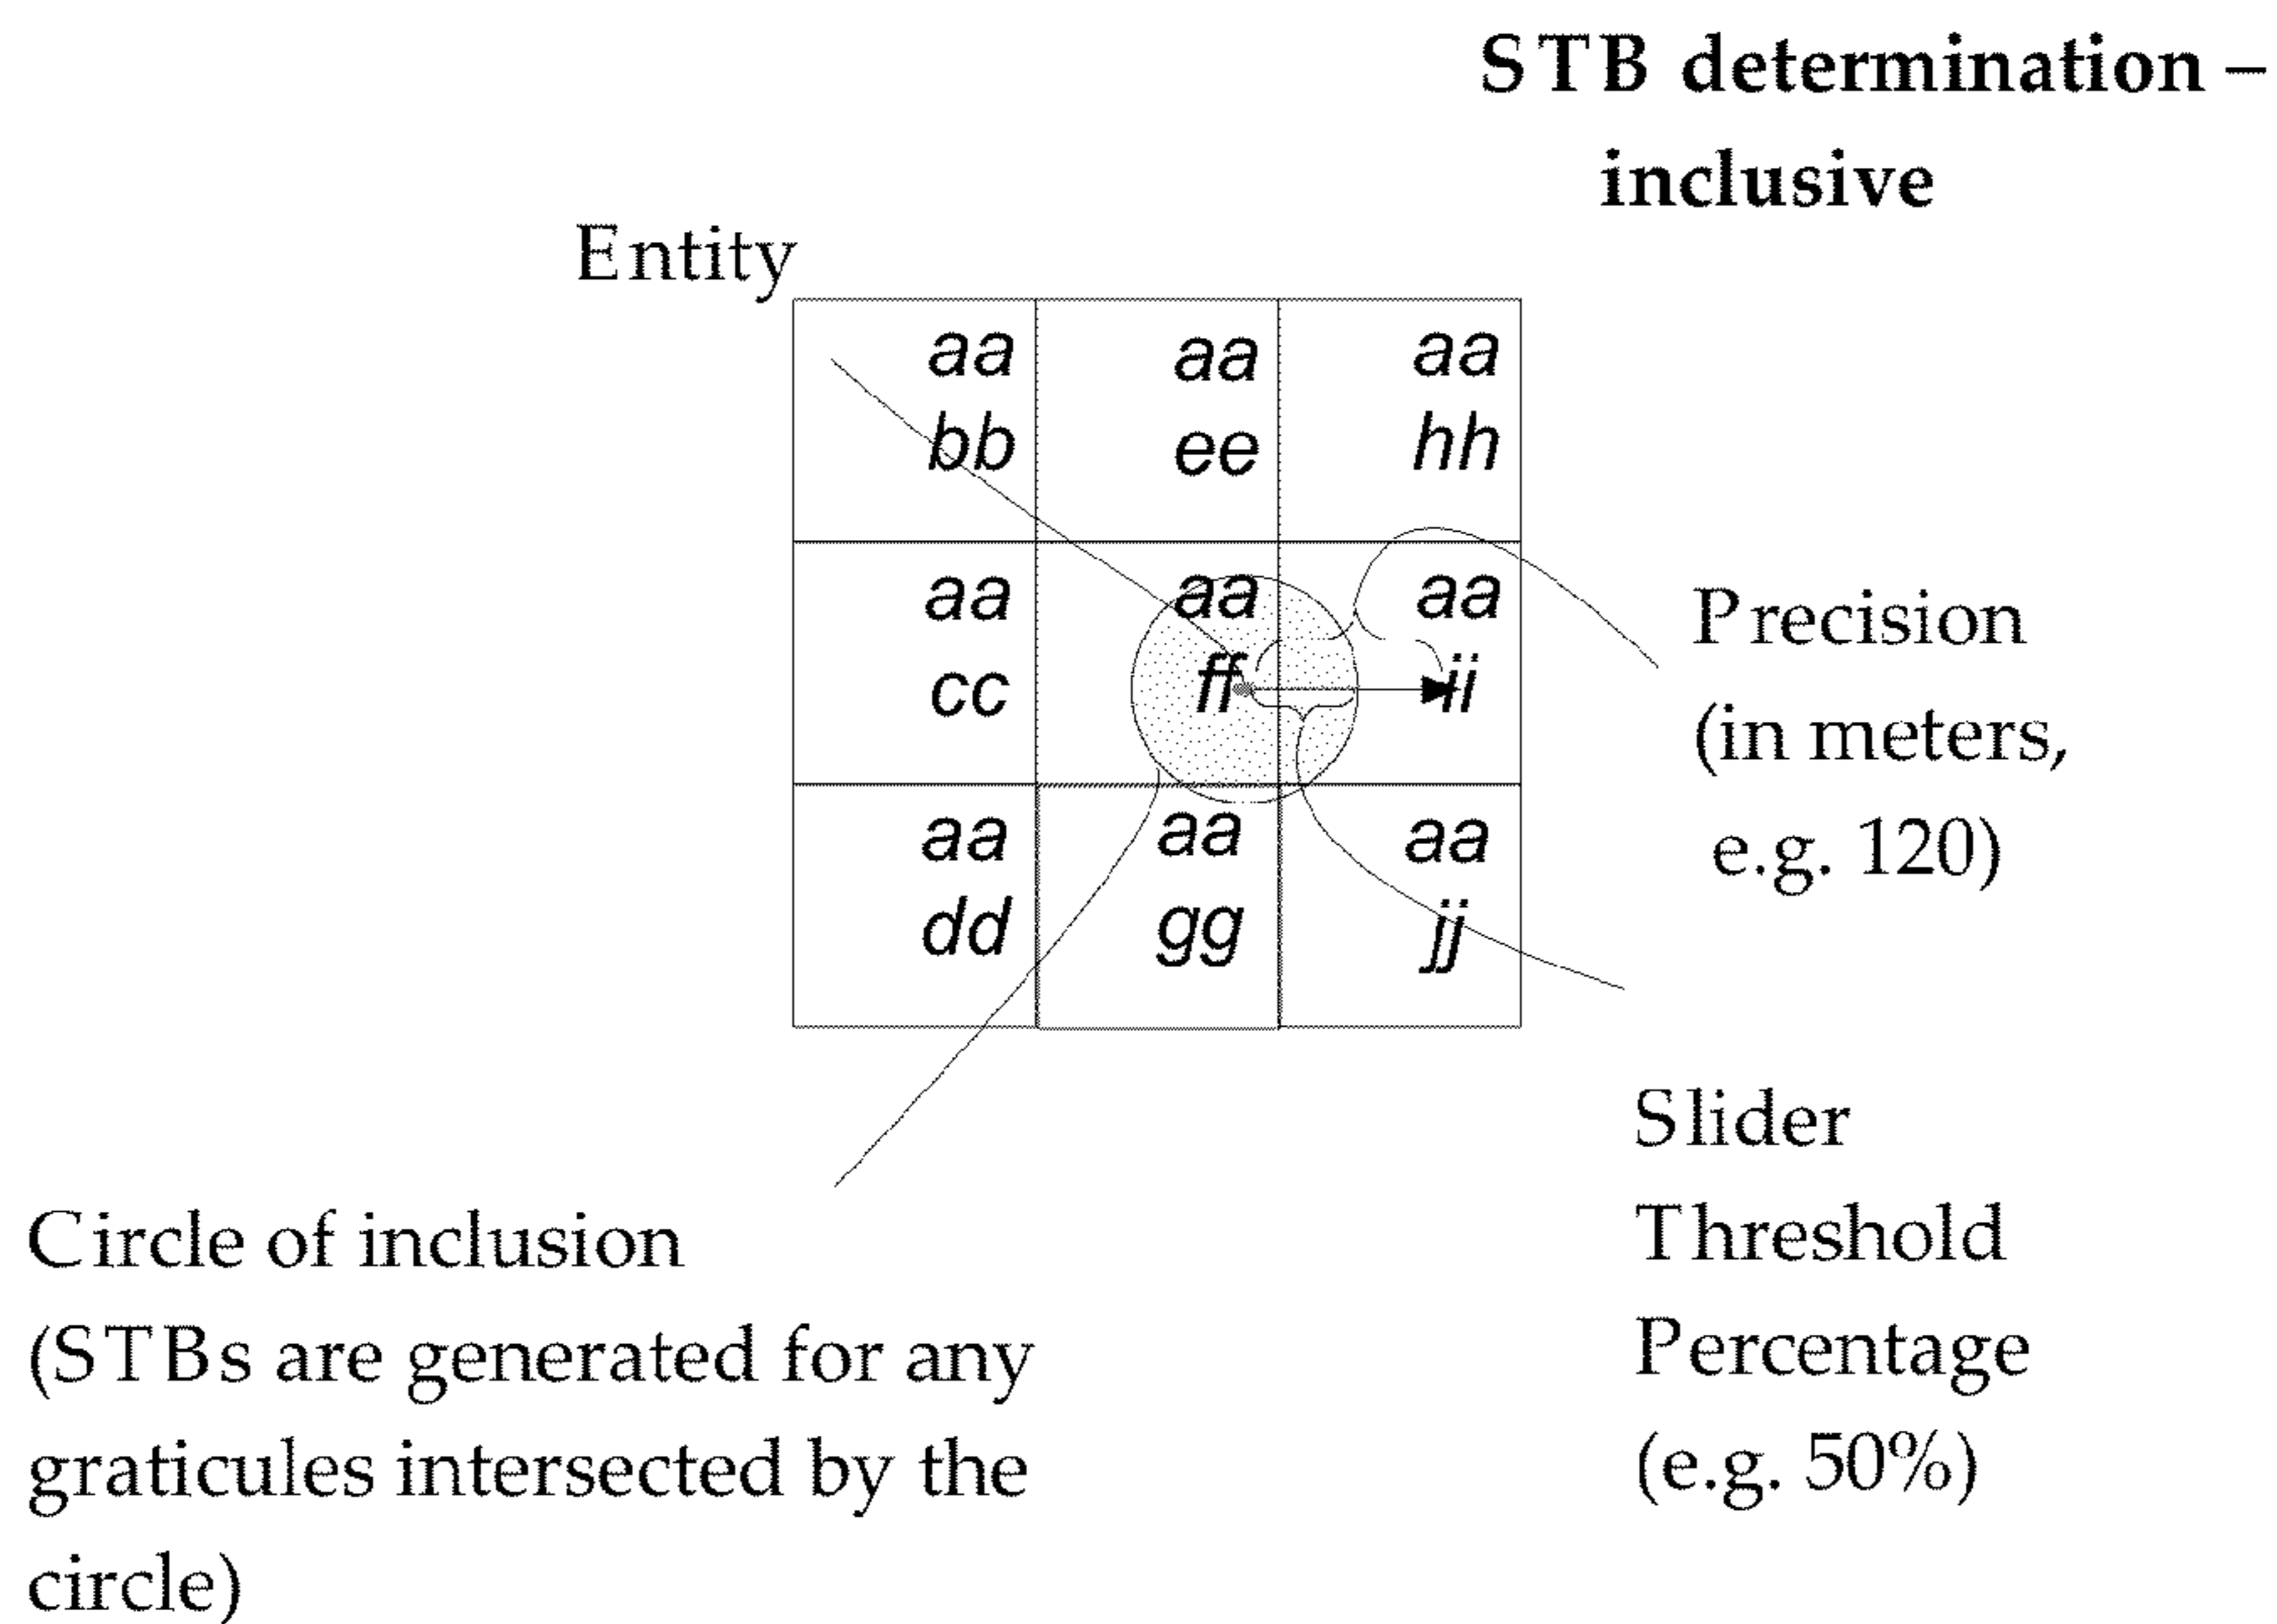 STB determination –
inclusive
Entity
aa aa aa
bb ee hh
aa aa aa
cc ff ii
aa aa aa
dd gg jj
Precision
(in meters,
e.g. 120)
Slider
Threshold
Percentage
(e.g. 50%)
Circle of inclusion
(STBs are generated for any
graticules intersected by the
circle)